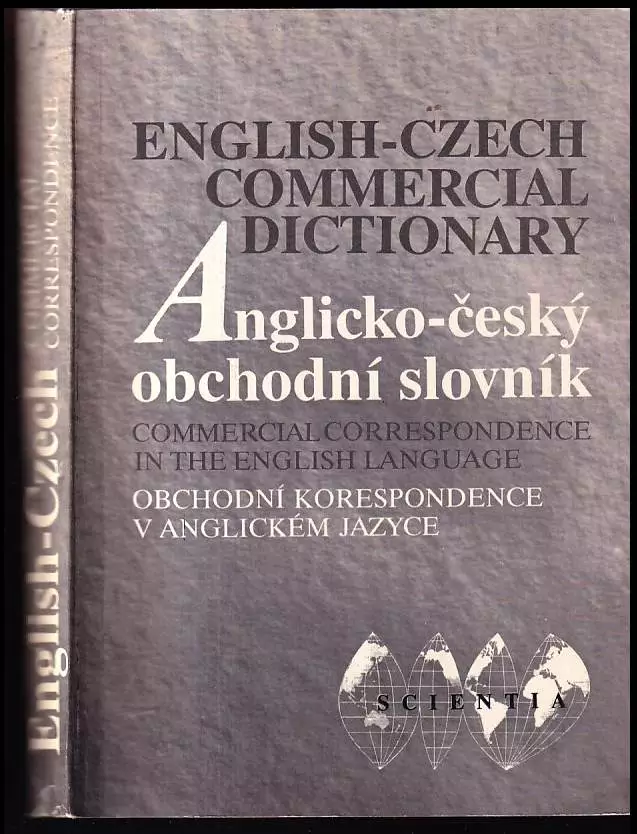 ENGLISH-CZECH
COMMERCIAL
DICTIONARY
Anglicko-český
obchodní slovník
COMMERCIAL CORRESPONDENCE
IN THE ENGLISH LANGUAGE
OBCHODNÍ KORESPONDENCE
V ANGLICKÉM JAZYCE
SCIENTIA
English-Czech
CORRESPONDENCE